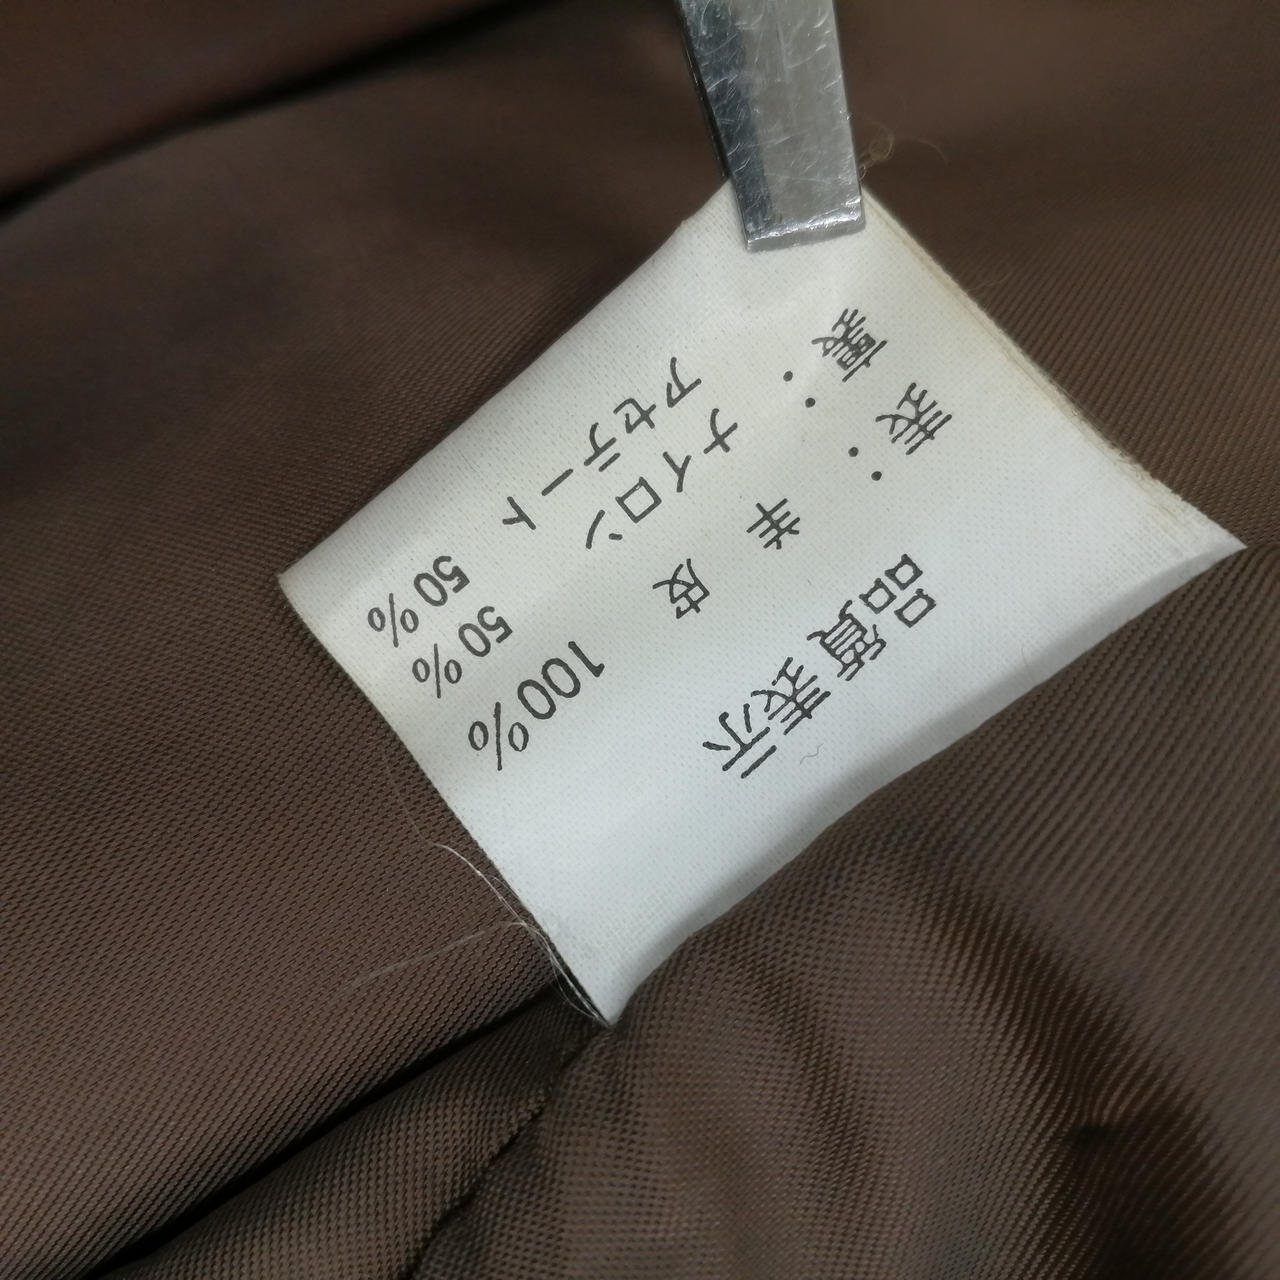 品質表示
表: 羊皮 100%
裏: ナイロン 50%
アセテート 50%